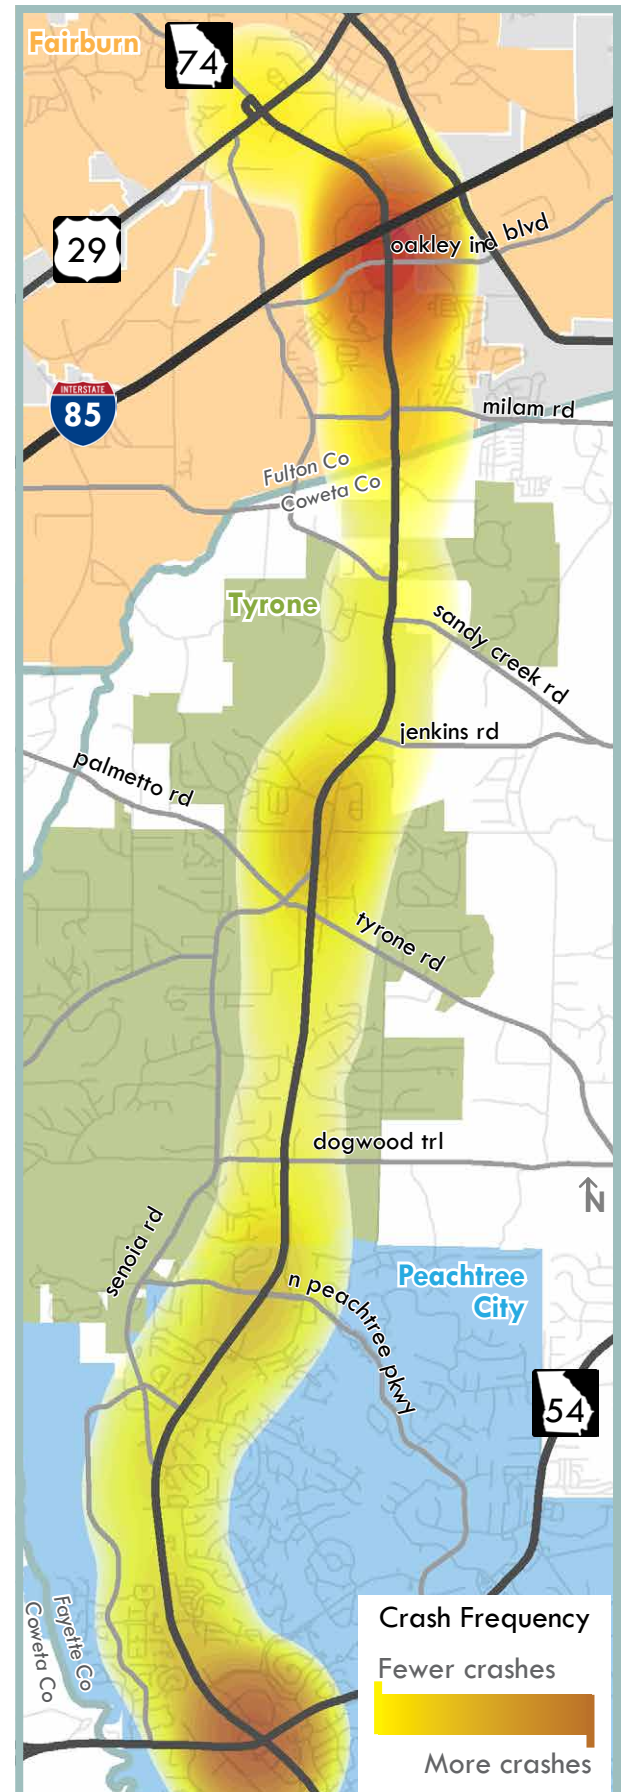 Fairburn
74
29
oakley ind blvd
INTERSTATE
85
milam rd
Fulton Co
Coweta Co
Tyrone
sandy creek rd
jenkins rd
palmetto rd
tyrone rd
dogwood trl
N
senoia rd
n peachtree pkwy
Peachtree
City
54
Fayette Co
Coweta Co
Crash Frequency
Fewer crashes
More crashes